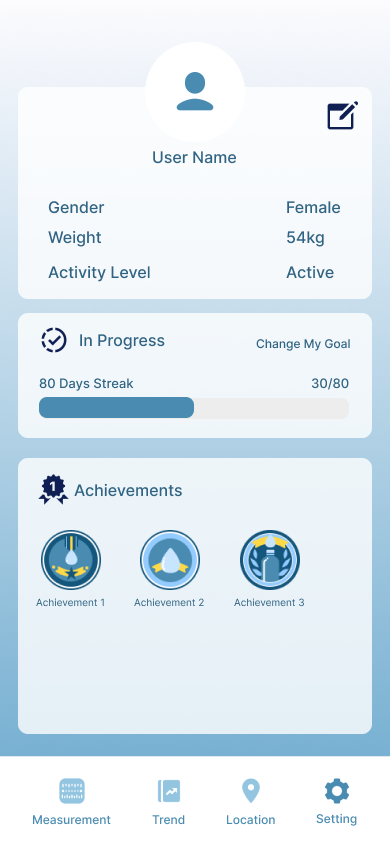 User Name
Gender Female
Weight 54kg
Activity Level Active
In Progress Change My Goal
80 Days Streak 30/80
1
Achievements
Achievement 1 Achievement 2 Achievement 3
Measurement Trend Location Setting